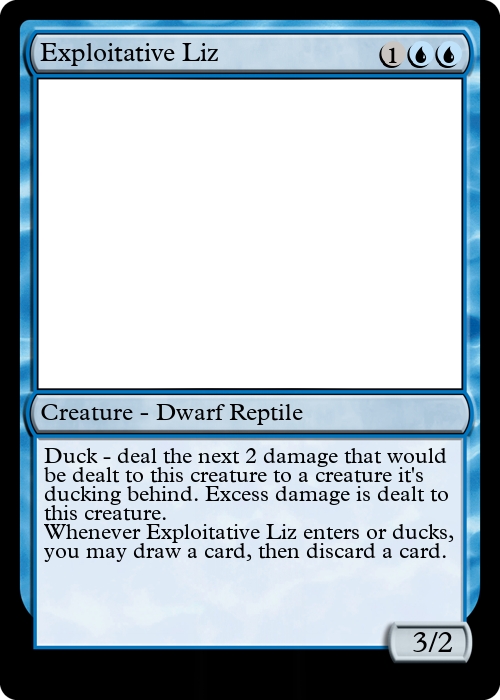 Exploitative Liz 1
Creature - Dwarf Reptile
Duck - deal the next 2 damage that would
be dealt to this creature to a creature it's
ducking behind. Excess damage is dealt to
this creature.
Whenever Exploitative Liz enters or ducks,
you may draw a card, then discard a card.
3/2